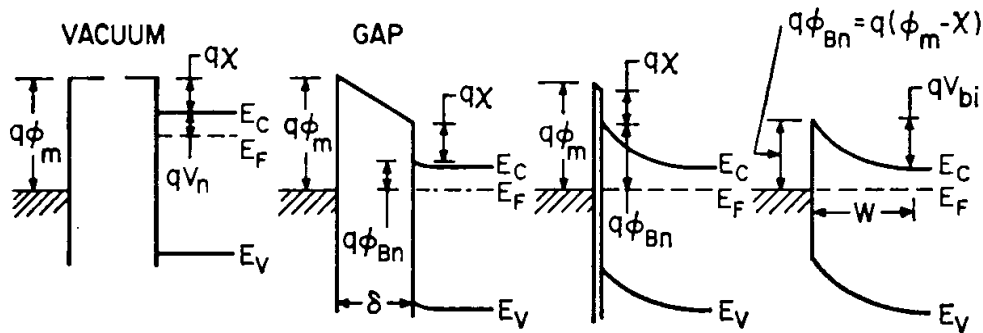 VACUUM
GAP
qϕBn = q(ϕm-χ)
qχ
qϕm
EC
EF
qVn
EV
qϕm
qχ
EC
EF
qϕBn
δ
EV
qχ
qϕm
EC
EF
qϕBn
EV
qVbi
EC
EF
W
EV